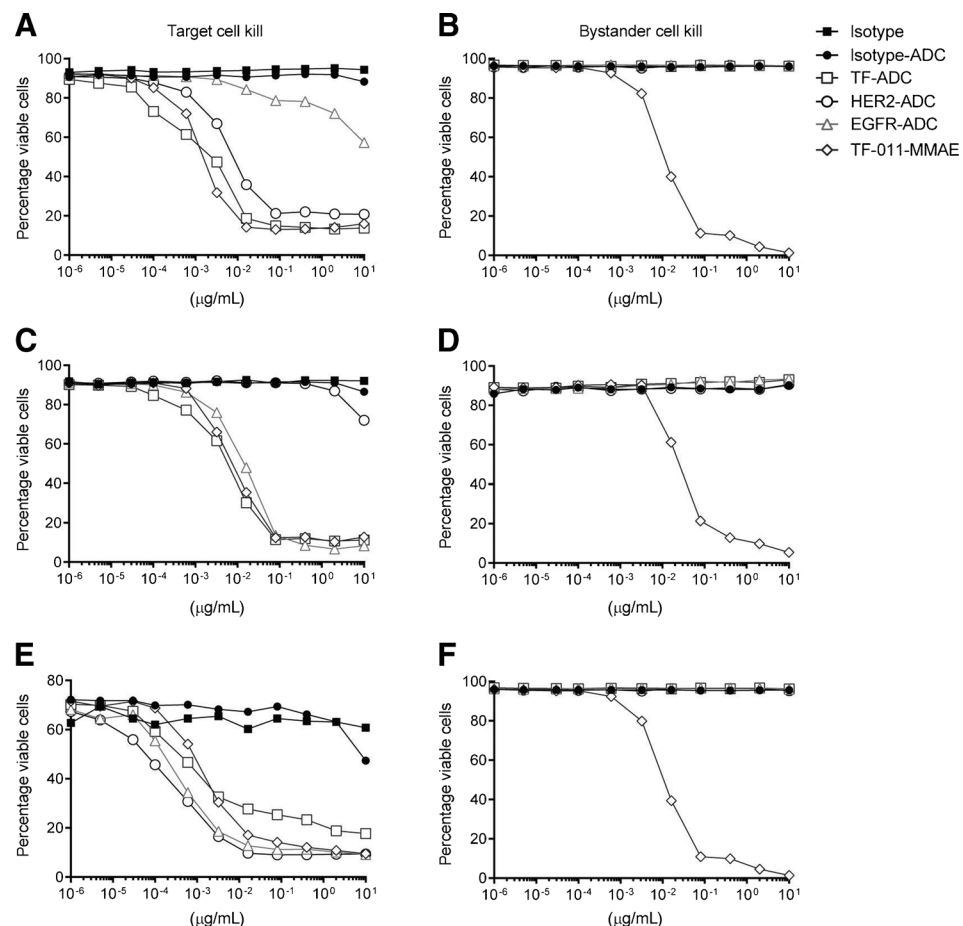 A
Target cell kill
Percentage viable cells
100
80
60
40
20
0
10-6 10-5 10-4 10-3 10-2 10-1 100 101
(μg/mL)
B
Bystander cell kill
Percentage viable cells
100
80
60
40
20
0
10-6 10-5 10-4 10-3 10-2 10-1 100 101
(μg/mL)
Isotype
Isotype-ADC
TF-ADC
HER2-ADC
EGFR-ADC
TF-011-MMAE
C
Percentage viable cells
100
80
60
40
20
0
10-6 10-5 10-4 10-3 10-2 10-1 100 101
(μg/mL)
D
Percentage viable cells
100
80
60
40
20
0
10-6 10-5 10-4 10-3 10-2 10-1 100 101
(μg/mL)
E
Percentage viable cells
80
60
40
20
0
10-6 10-5 10-4 10-3 10-2 10-1 100 101
(μg/mL)
F
Percentage viable cells
100
80
60
40
20
0
10-6 10-5 10-4 10-3 10-2 10-1 100 101
(μg/mL)